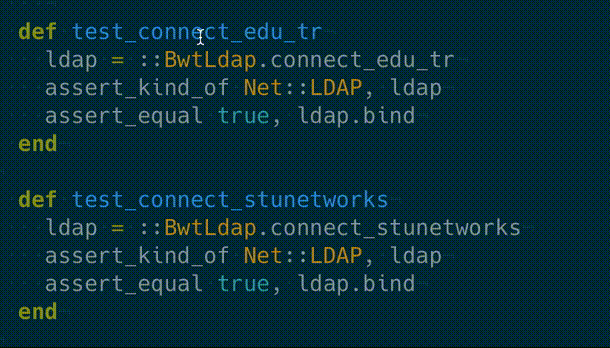 def test_connect_edu_tr
ldap = ::BwtLdap.connect_edu_tr
assert_kind_of Net::LDAP, ldap
assert_equal true, ldap.bind
end
def test_connect_stunetworks
ldap = ::BwtLdap.connect_stunetworks
assert_kind_of Net::LDAP, ldap
assert_equal true, ldap.bind
end